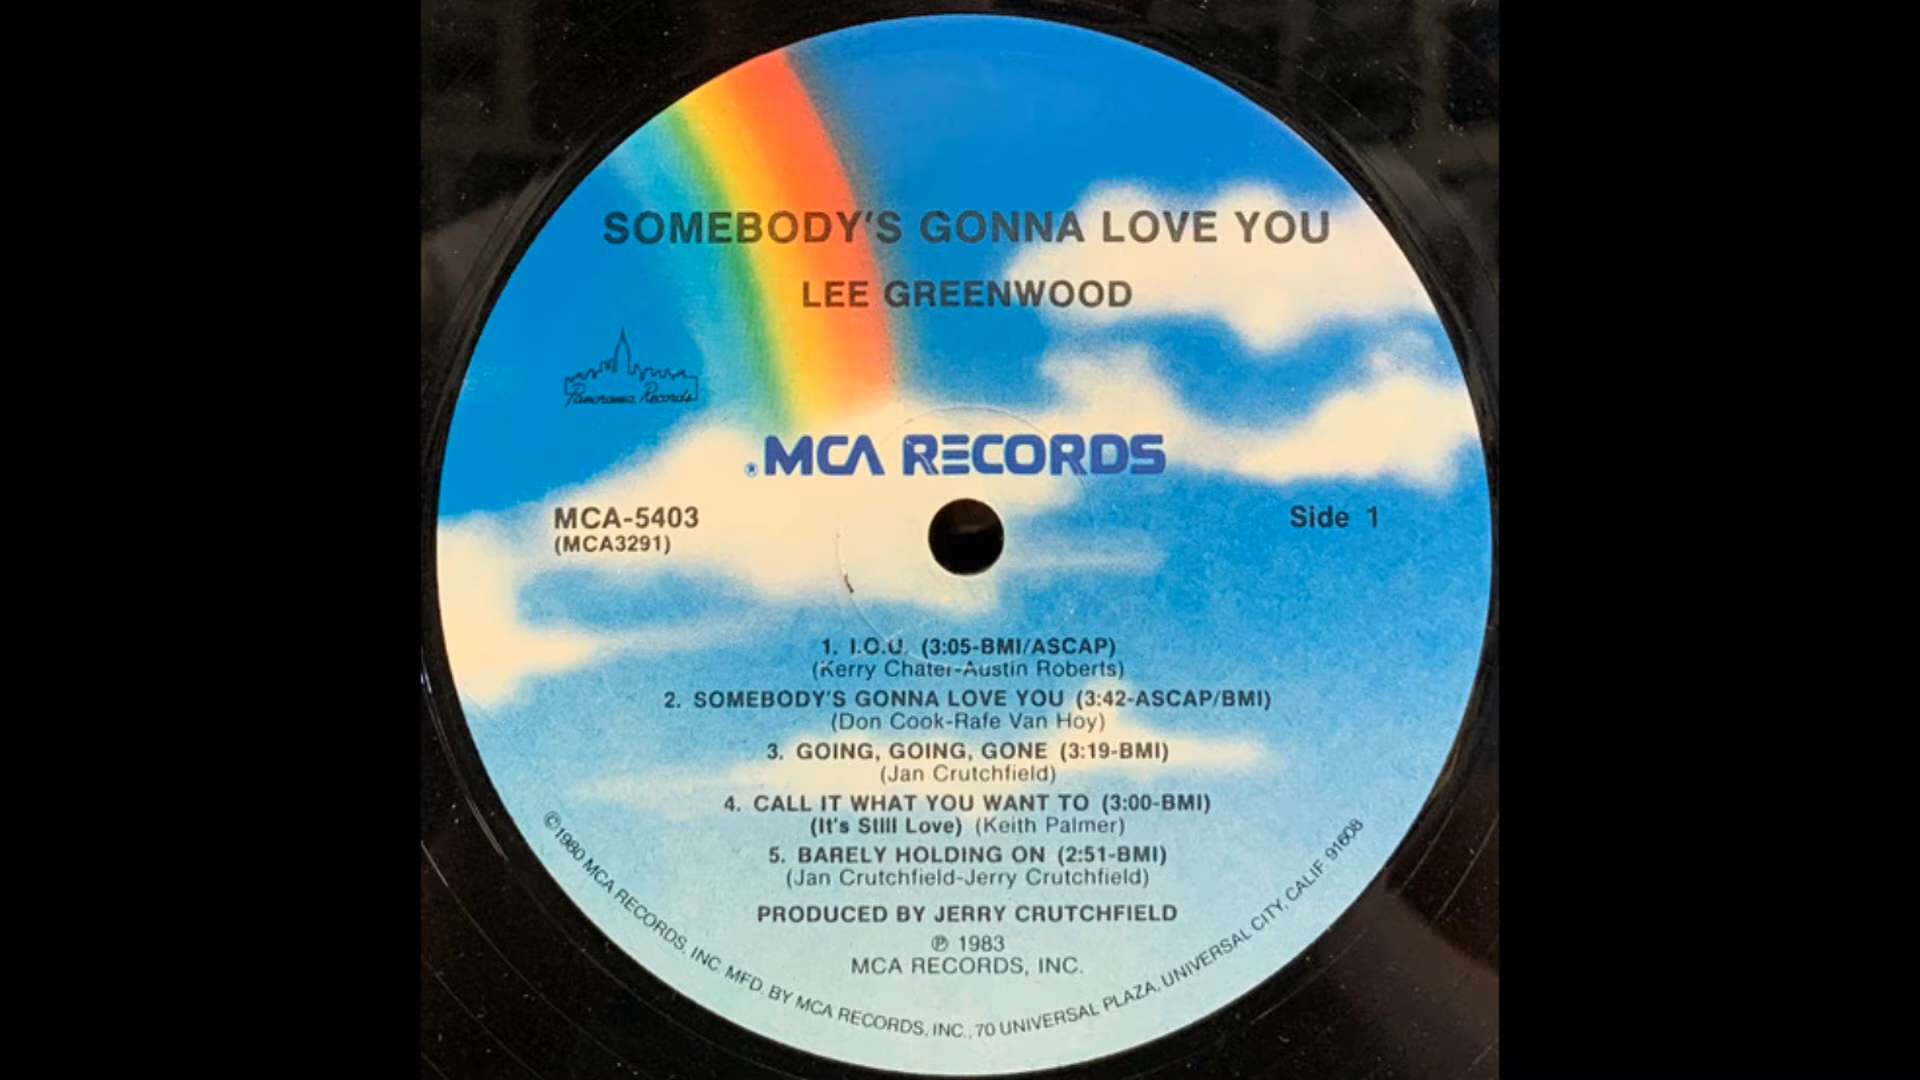 SOMEBODY'S GONNA LOVE YOU
LEE GREENWOOD
Panorama Records
®MCA RECORDS
MCA-5403
(MCA3291)
Side 1
1. I.O.U. (3:05-BMI/ASCAP)
(Kerry Chater-Austin Roberts)
2. SOMEBODY'S GONNA LOVE YOU (3:42-ASCAP/BMI)
(Don Cook-Rafe Van Hoy)
3. GOING, GOING, GONE (3:19-BMI)
(Jan Crutchfield)
4. CALL IT WHAT YOU WANT TO (3:00-BMI)
(It's Still Love) (Keith Palmer)
5. BARELY HOLDING ON (2:51-BMI)
(Jan Crutchfield-Jerry Crutchfield)
PRODUCED BY JERRY CRUTCHFIELD
℗ 1983
MCA RECORDS, INC.
©1980 MCA RECORDS, INC. MFD. BY MCA RECORDS, INC., 70 UNIVERSAL PLAZA, UNIVERSAL CITY, CALIF. 91608